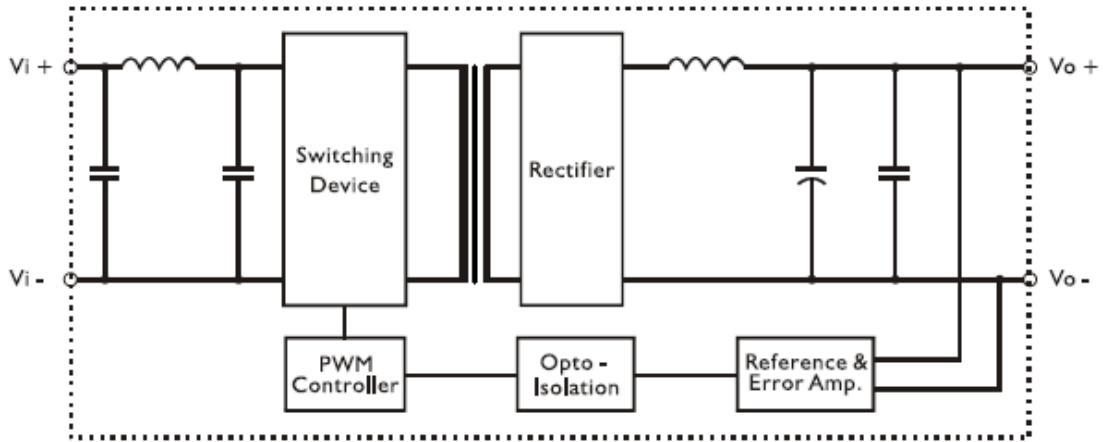 Vi +
Vo +
Switching
Device
Rectifier
Vi -
Vo -
PWM
Controller
Opto -
Isolation
Reference &
Error Amp.